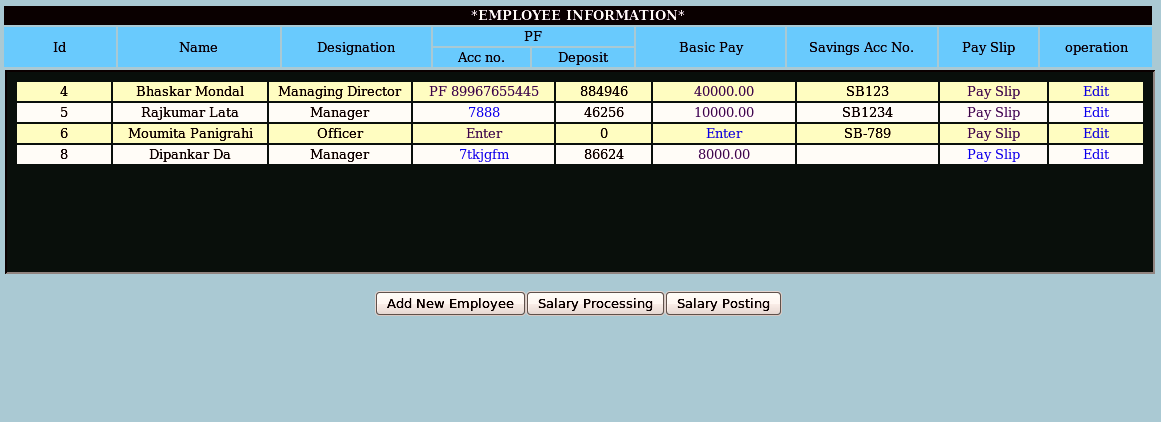 *EMPLOYEE INFORMATION*
Id Name Designation PF Basic Pay Savings Acc No. Pay Slip operation
Acc no. Deposit
4 Bhaskar Mondal Managing Director PF 89967655445 884946 40000.00 SB123 Pay Slip Edit
5 Rajkumar Lata Manager 7888 46256 10000.00 SB1234 Pay Slip Edit
6 Moumita Panigrahi Officer Enter 0 Enter SB-789 Pay Slip Edit
8 Dipankar Da Manager 7tkjgfm 86624 8000.00 Pay Slip Edit
Add New Employee Salary Processing Salary Posting